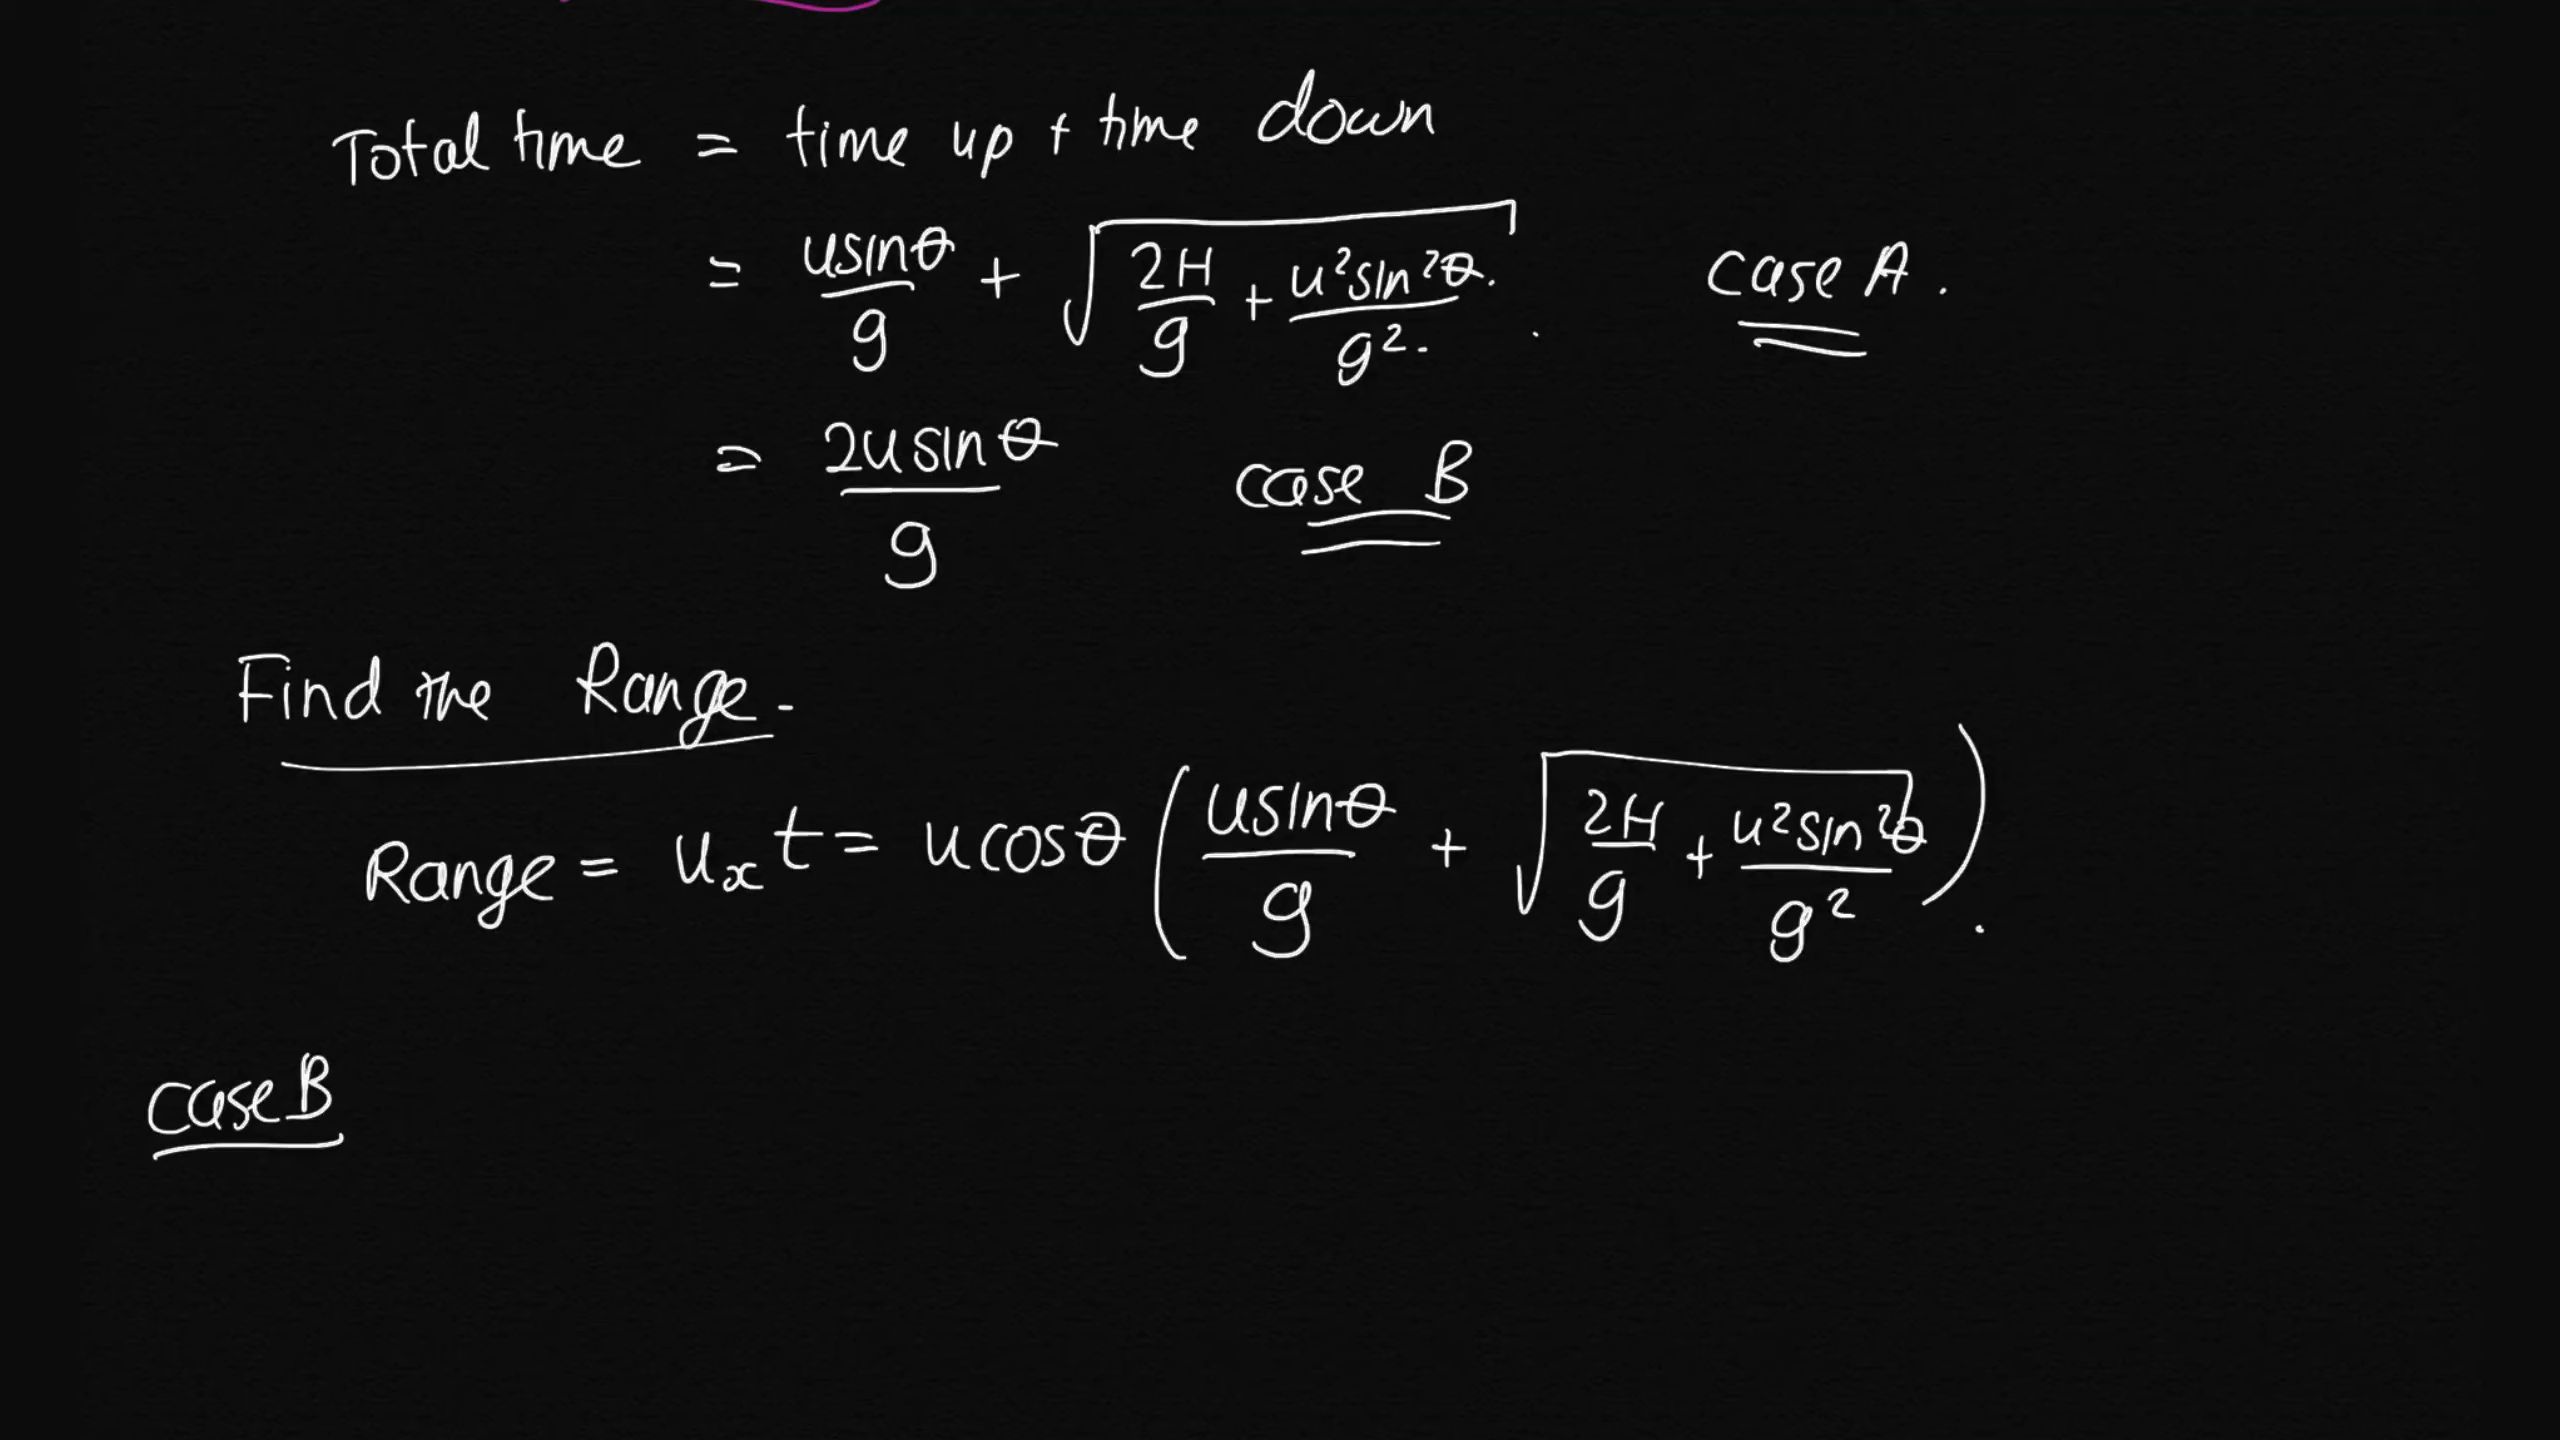 Total time = time up + time down
= usinθ/g + √(2H/g + u²sin²θ/g²). case A.
= 2usinθ/g case B
Find the Range.
Range = uₓt = ucosθ(usinθ/g + √(2H/g + u²sin²θ/g²)).
case B